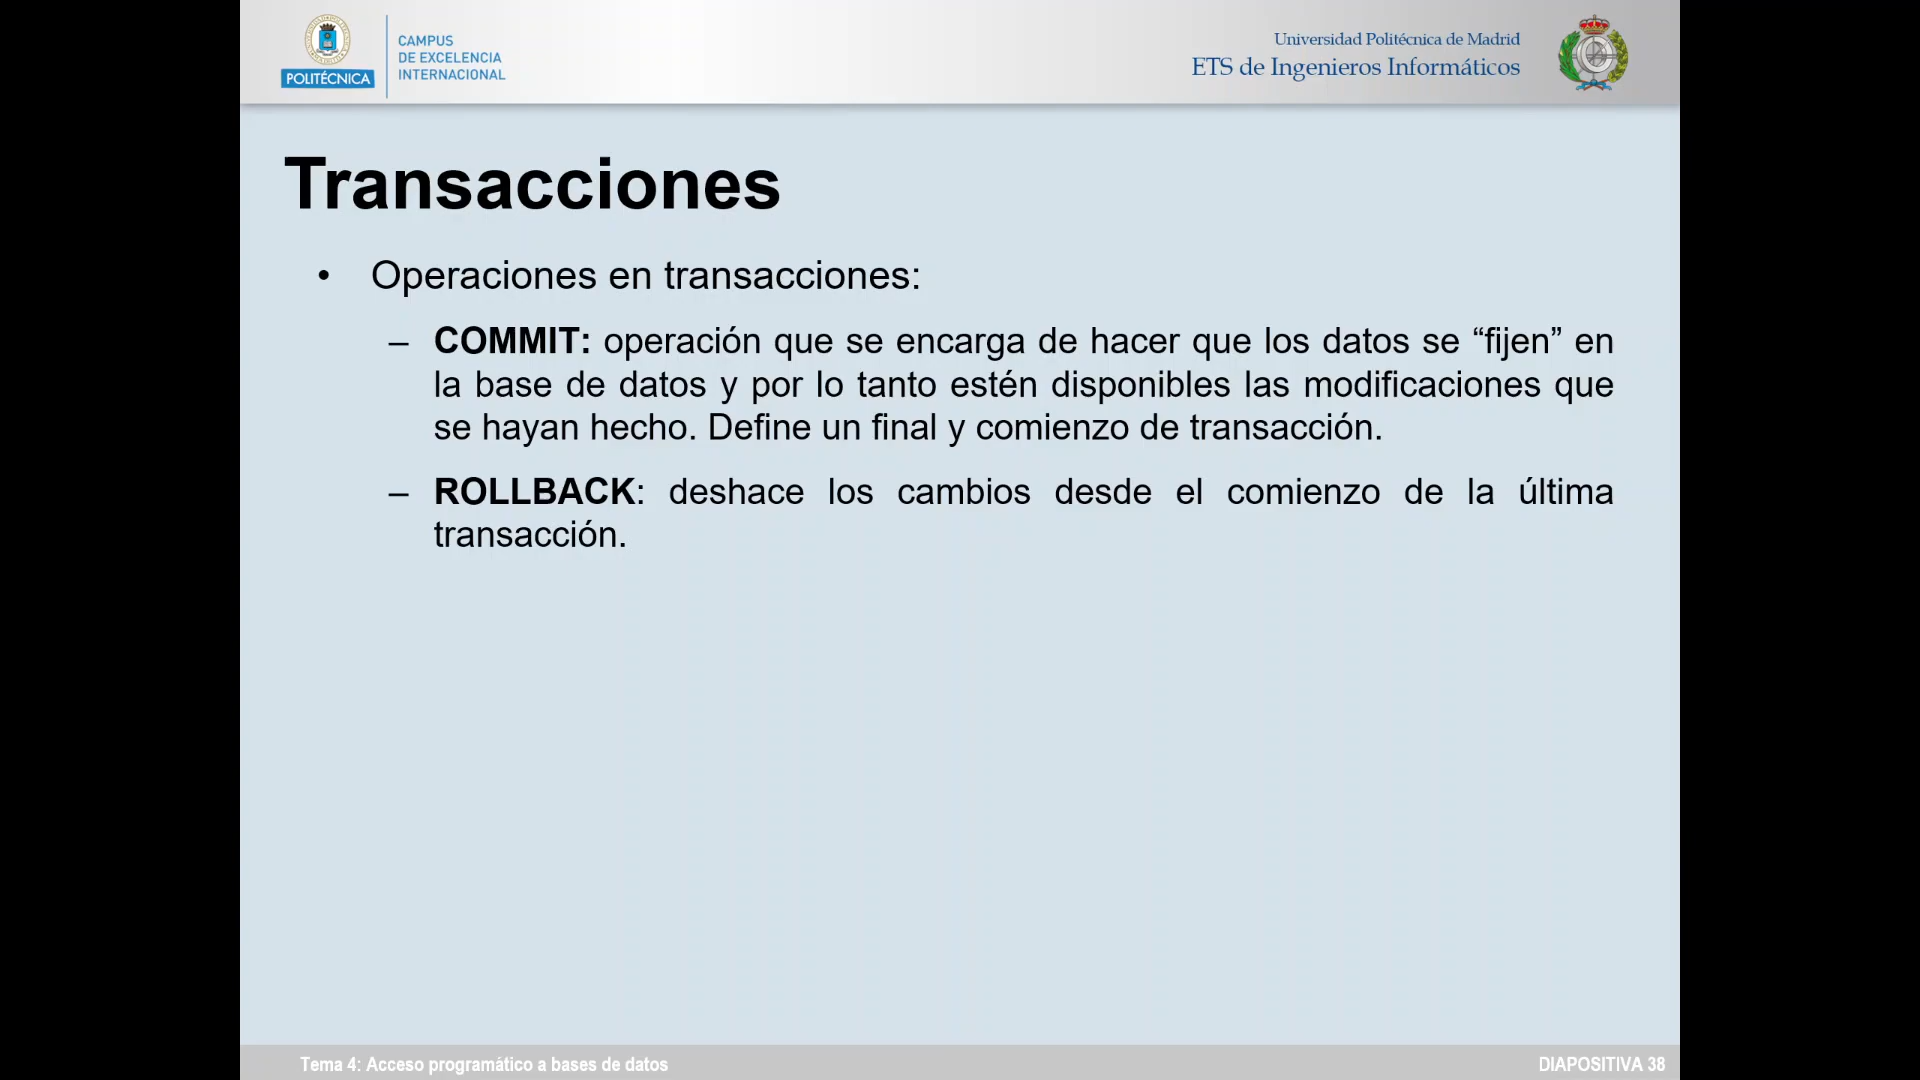 POLITÉCNICA
CAMPUS
DE EXCELENCIA
INTERNACIONAL
Universidad Politécnica de Madrid
ETS de Ingenieros Informáticos
Transacciones
• Operaciones en transacciones:
– COMMIT: operación que se encarga de hacer que los datos se “fijen” en
la base de datos y por lo tanto estén disponibles las modificaciones que
se hayan hecho. Define un final y comienzo de transacción.
– ROLLBACK: deshace los cambios desde el comienzo de la última
transacción.
Tema 4: Acceso programático a bases de datos
DIAPOSITIVA 38